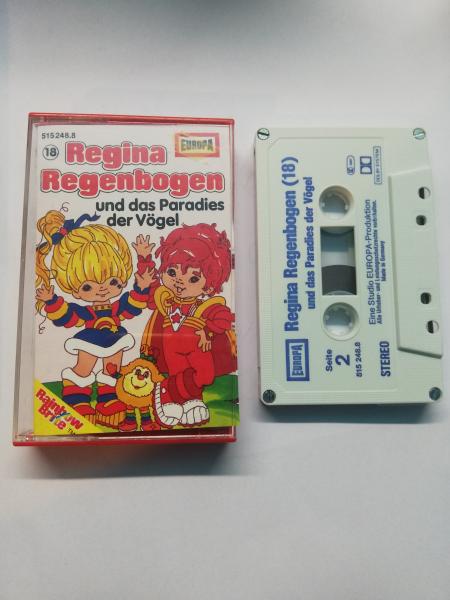 515 248.8
18 Regina
EUROPA
Regenbogen
und das Paradies
der Vögel
Rainbow
Brite
Regina Regenbogen (18)
und das Paradies der Vögel
EUROPA
Seite
2
515 248.8
Eine Studio EUROPA-Produktion
Made in Germany
STEREO